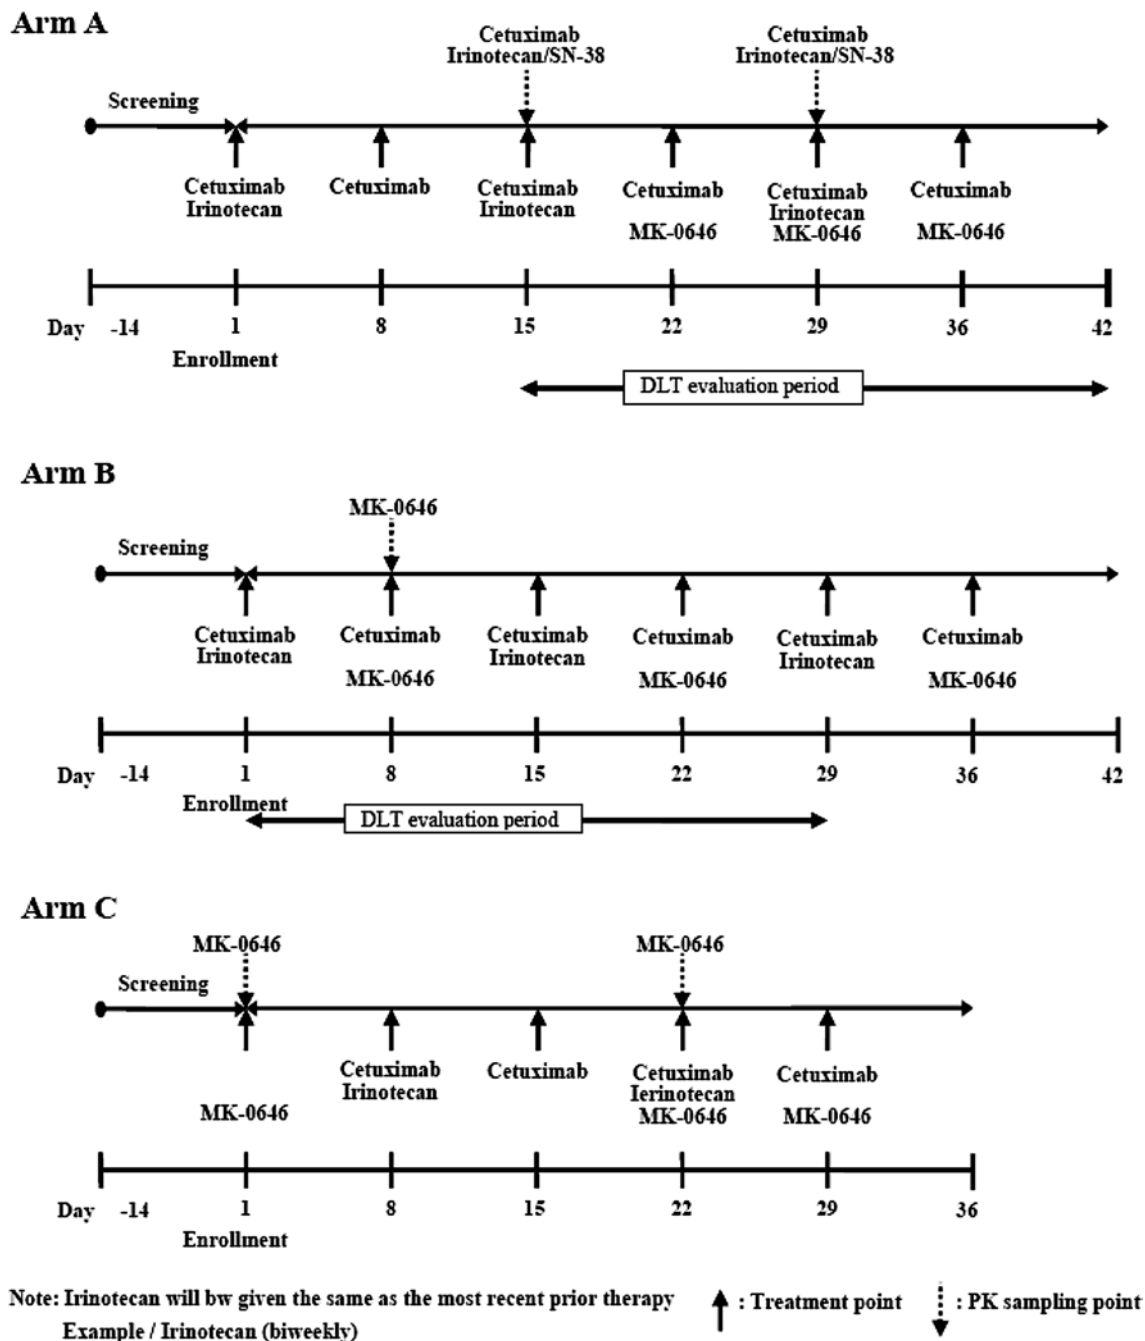 Arm A
Cetuximab Cetuximab
Irinotecan/SN-38 Irinotecan/SN-38
Screening
Cetuximab Cetuximab Cetuximab Cetuximab Cetuximab Cetuximab
Irinotecan Irinotecan Irinotecan
MK-0646 MK-0646 MK-0646
Day -14 1 8 15 22 29 36 42
Enrollment
DLT evaluation period
Arm B
MK-0646
Screening
Cetuximab Cetuximab Cetuximab Cetuximab Cetuximab Cetuximab
Irinotecan Irinotecan Irinotecan
MK-0646 MK-0646 MK-0646
Day -14 1 8 15 22 29 36 42
Enrollment
DLT evaluation period
Arm C
MK-0646 MK-0646
Screening
Cetuximab Cetuximab Cetuximab Cetuximab
Irinotecan Ierinotecan
MK-0646 MK-0646 MK-0646
Day -14 1 8 15 22 29 36
Enrollment
Note: Irinotecan will bw given the same as the most recent prior therapy : Treatment point : PK sampling point
Example / Irinotecan (biweekly)